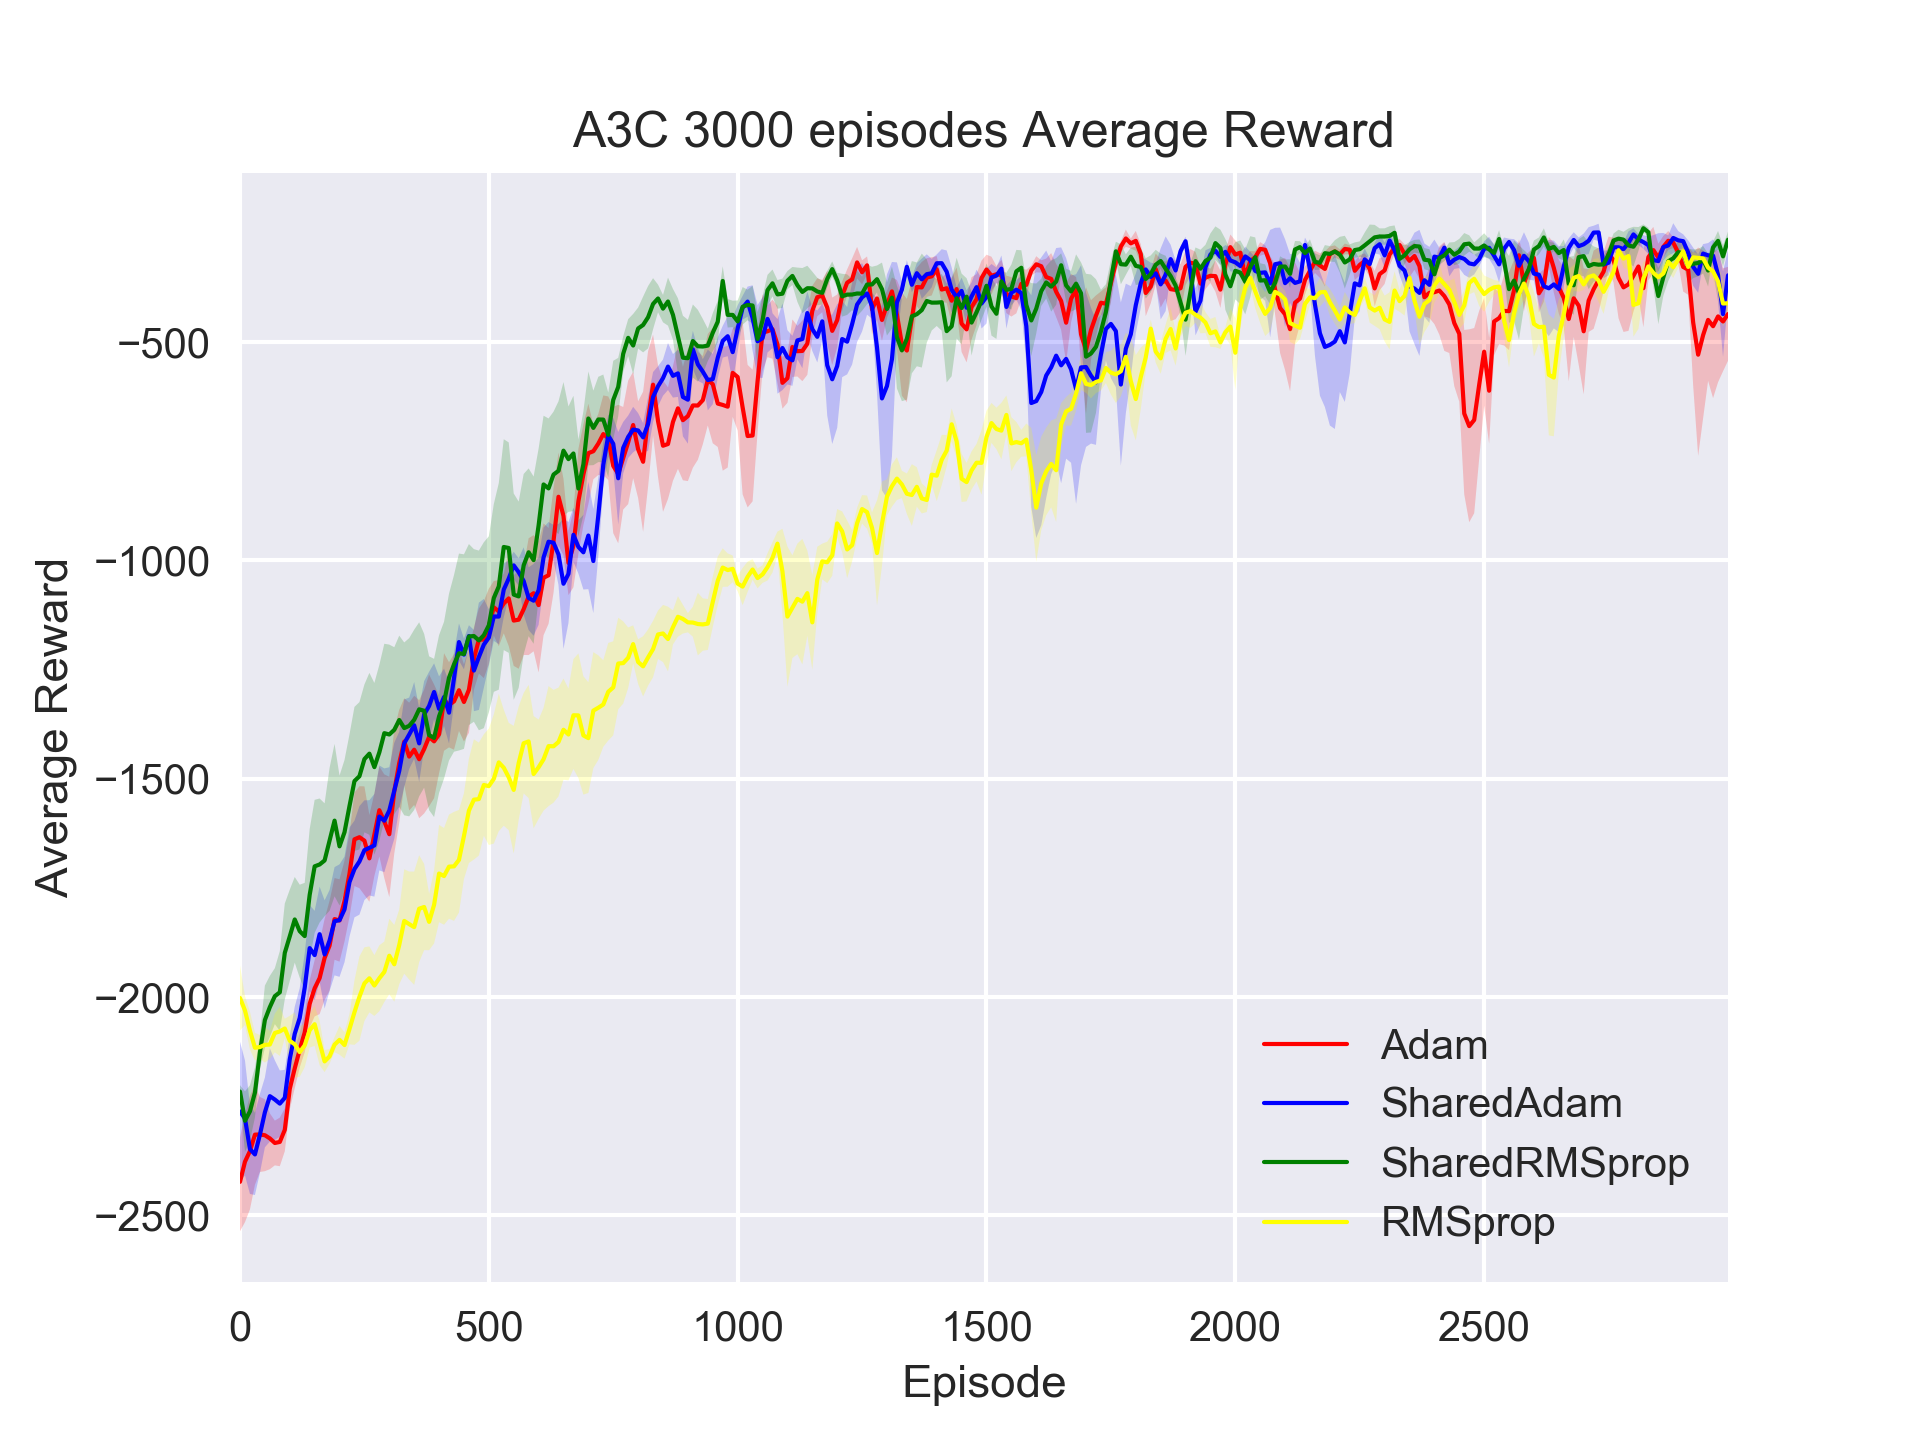 A3C 3000 episodes Average Reward
Average Reward
−500
−1000
−1500
−2000
−2500
Adam
SharedAdam
SharedRMSprop
RMSprop
0 500 1000 1500 2000 2500
Episode